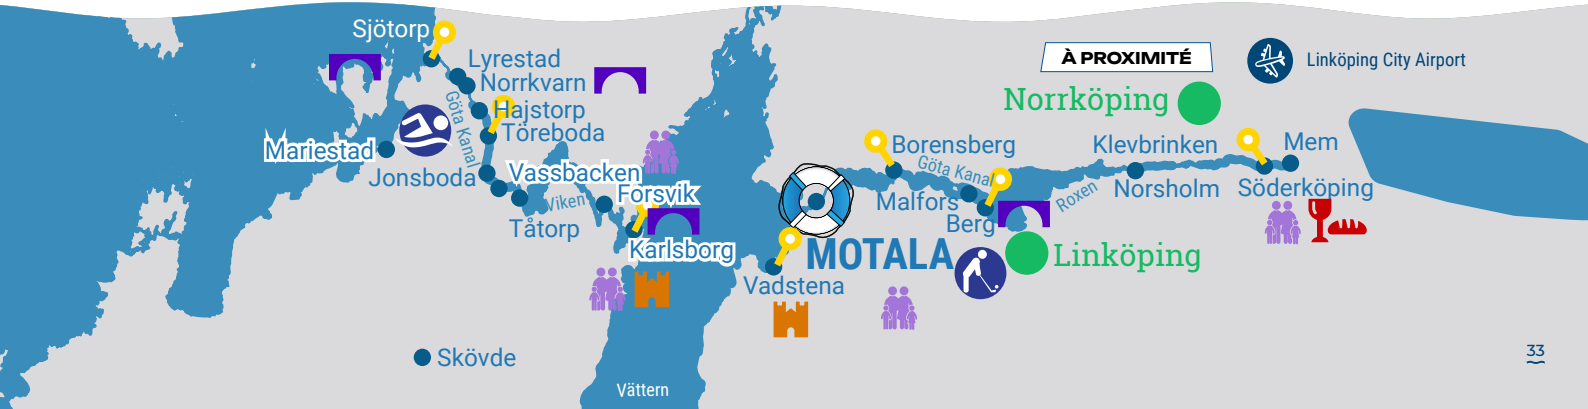 Sjötorp
Lyrestad
Norrkvarn
Hajstorp
Töreboda
Göta Kanal
Mariestad
Jonsboda
Vassbacken
Forsvik
Viken
Tåtorp
Karlsborg
Skövde
Vättern
À PROXIMITÉ
Linköping City Airport
Norrköping
Borensberg
Göta Kanal
Klevbrinken
Mem
Malfors
Roxen
Norsholm
Söderköping
Berg
MOTALA
Linköping
Vadstena
33